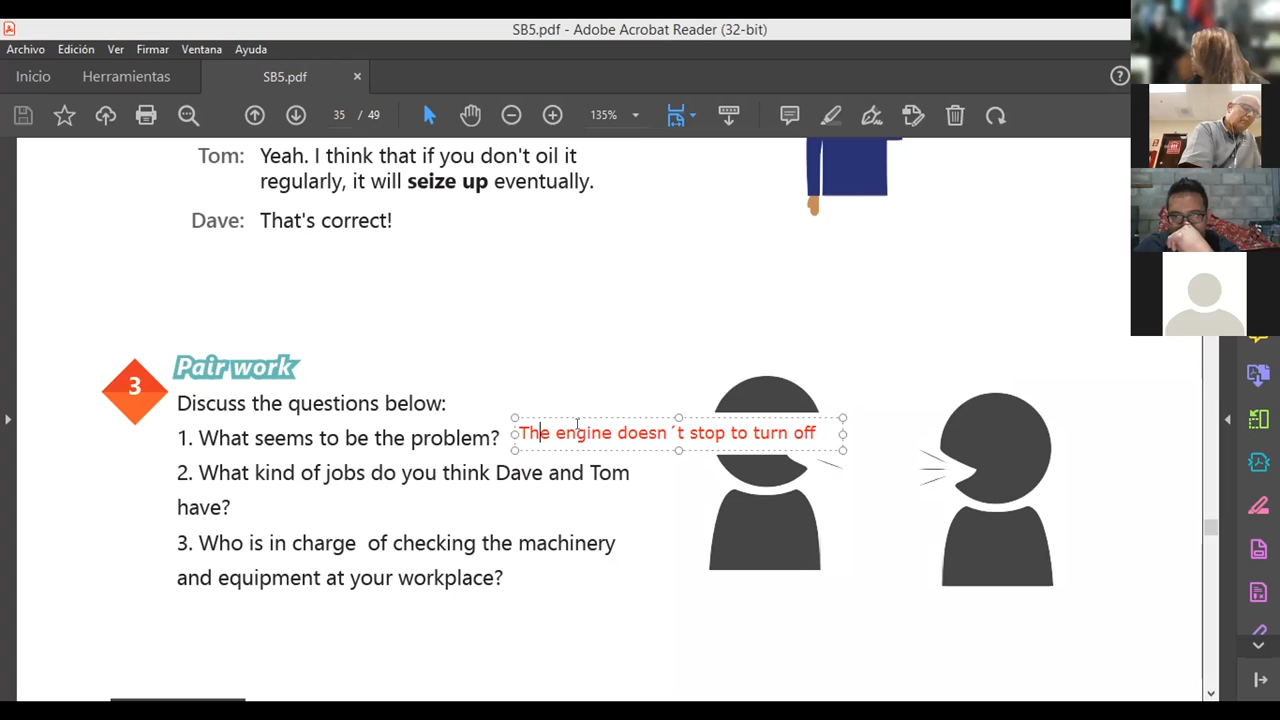 SB5.pdf - Adobe Acrobat Reader (32-bit)
Archivo Edición Ver Firmar Ventana Ayuda
Inicio Herramientas SB5.pdf × ?
35 / 49 135%
Tom: Yeah. I think that if you don't oil it
regularly, it will seize up eventually.
Dave: That's correct!
3 Pair work
Discuss the questions below:
1. What seems to be the problem? The engine doesn´t stop to turn off
2. What kind of jobs do you think Dave and Tom
have?
3. Who is in charge of checking the machinery
and equipment at your workplace?